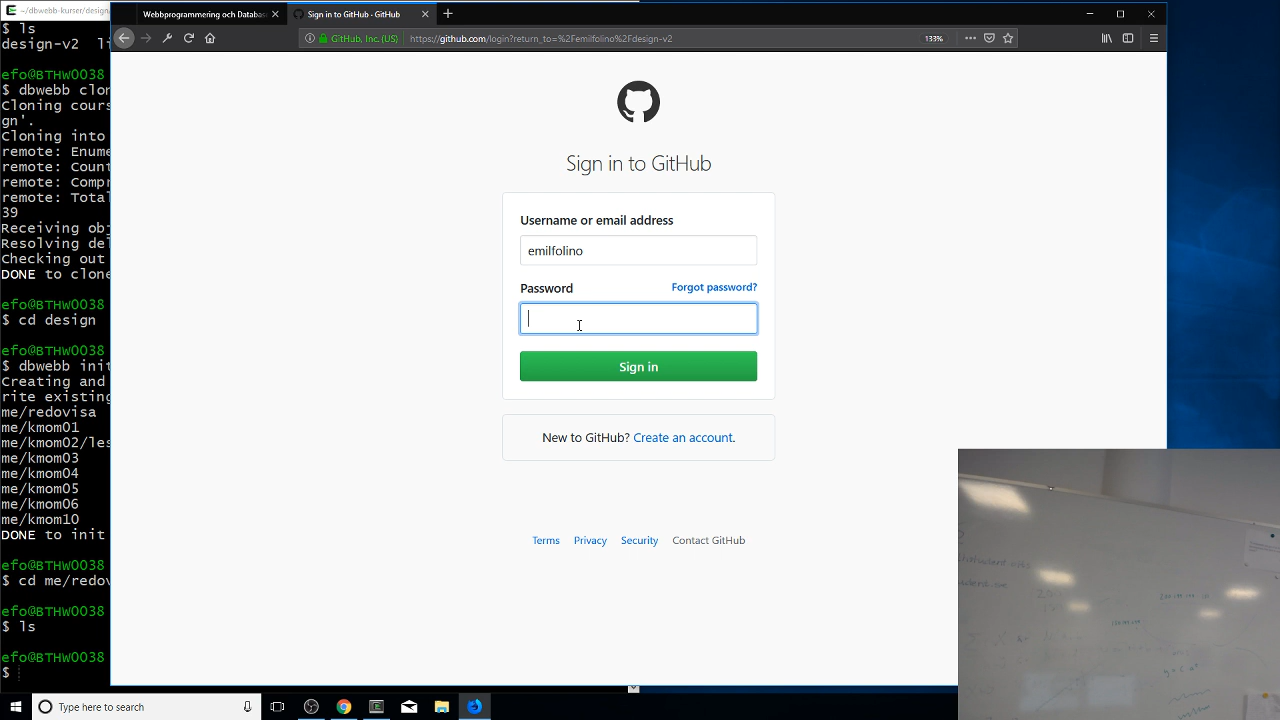 ~/dbwebb-kurser/design
$ ls
design-v2 li
efo@BTHW0038
$ dbwebb clon
Cloning cours
gn'.
Cloning into
remote: Enume
remote: Count
remote: Compr
remote: Total
39
Receiving obj
Resolving del
Checking out
DONE to clone
efo@BTHW0038
$ cd design
efo@BTHW0038
$ dbwebb init
Creating and
rite existing
me/redovisa
me/kmom01
me/kmom02/les
me/kmom03
me/kmom04
me/kmom05
me/kmom06
me/kmom10
DONE to init
efo@BTHW0038
$ cd me/redov
efo@BTHW0038
$ ls
efo@BTHW0038
$
Webbprogrammering och Databas
Sign in to GitHub · GitHub
GitHub, Inc. (US)
https://github.com/login?return_to=%2Femilfolino%2Fdesign-v2
133%
Sign in to GitHub
Username or email address
emilfolino
Password
Forgot password?
Sign in
New to GitHub? Create an account.
Terms
Privacy
Security
Contact GitHub
Type here to search